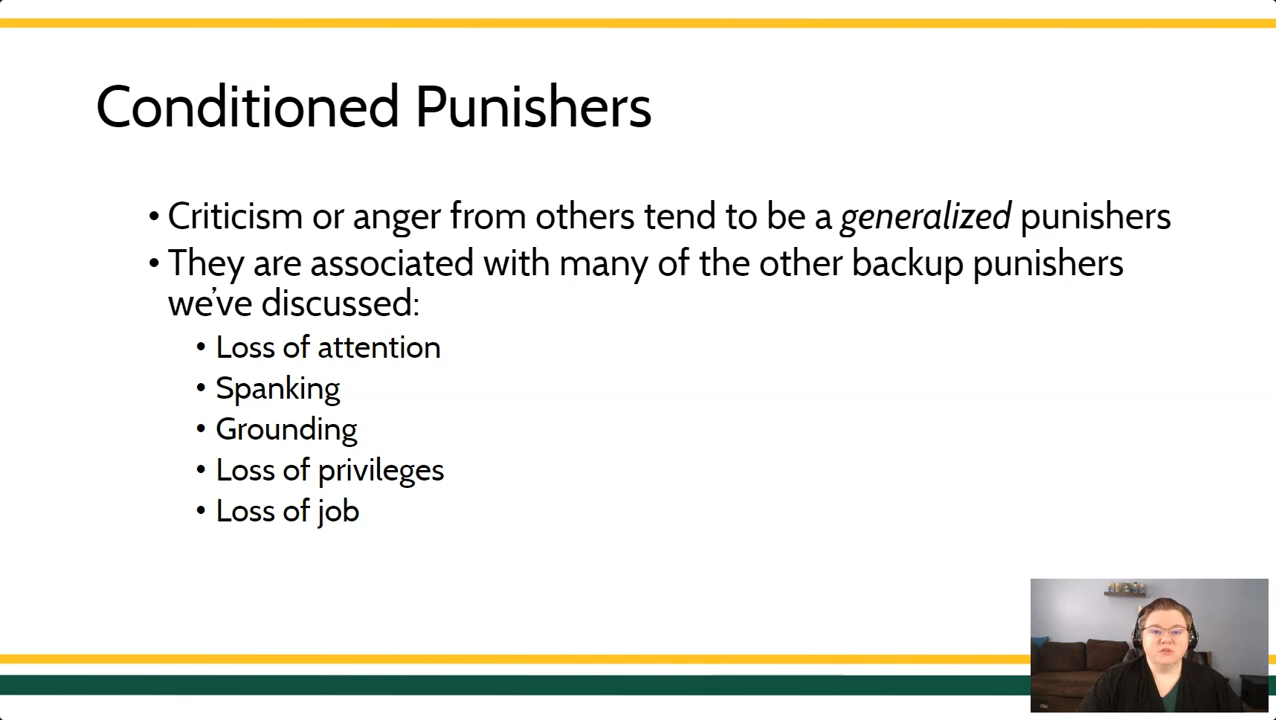 Conditioned Punishers
• Criticism or anger from others tend to be a generalized punishers
• They are associated with many of the other backup punishers
we've discussed:
• Loss of attention
• Spanking
• Grounding
• Loss of privileges
• Loss of job